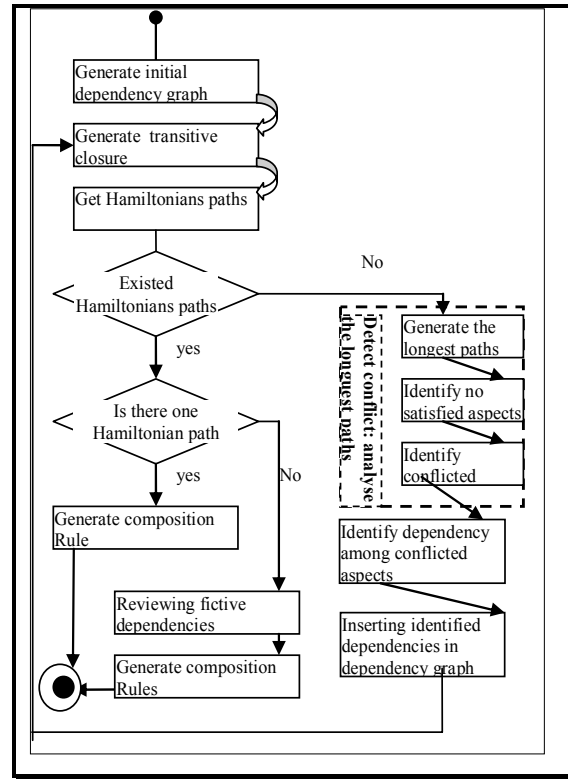 Generate initial
dependency graph
Generate transitive
closure
Get Hamiltonians paths
Existed
Hamiltonians paths
No
yes
Is there one
Hamiltonian path
yes
No
Generate composition
Rule
Reviewing fictive
dependencies
Generate composition
Rules
Detect conflict: analyse
the longuest paths
Generate the
longest paths
Identify no
satisfied aspects
Identify
conflicted
Identify dependency
among conflicted
aspects
Inserting identified
dependencies in
dependency graph